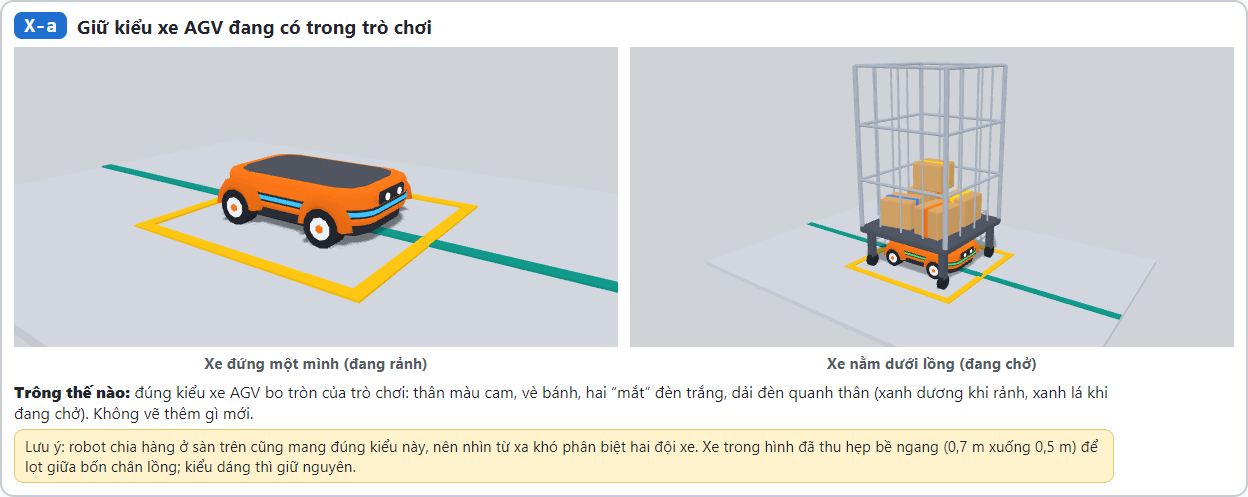 X-a Giữ kiểu xe AGV đang có trong trò chơi
Xe đứng một mình (đang rảnh)
Xe nằm dưới lồng (đang chở)
Trông thế nào: đúng kiểu xe AGV bo tròn của trò chơi: thân màu cam, vè bánh, hai “mắt” đèn trắng, dải đèn quanh thân (xanh dương khi rảnh, xanh lá khi
đang chở). Không vẽ thêm gì mới.
Lưu ý: robot chia hàng ở sàn trên cũng mang đúng kiểu này, nên nhìn từ xa khó phân biệt hai đội xe. Xe trong hình đã thu hẹp bề ngang (0,7 m xuống 0,5 m) để
lọt giữa bốn chân lồng; kiểu dáng thì giữ nguyên.